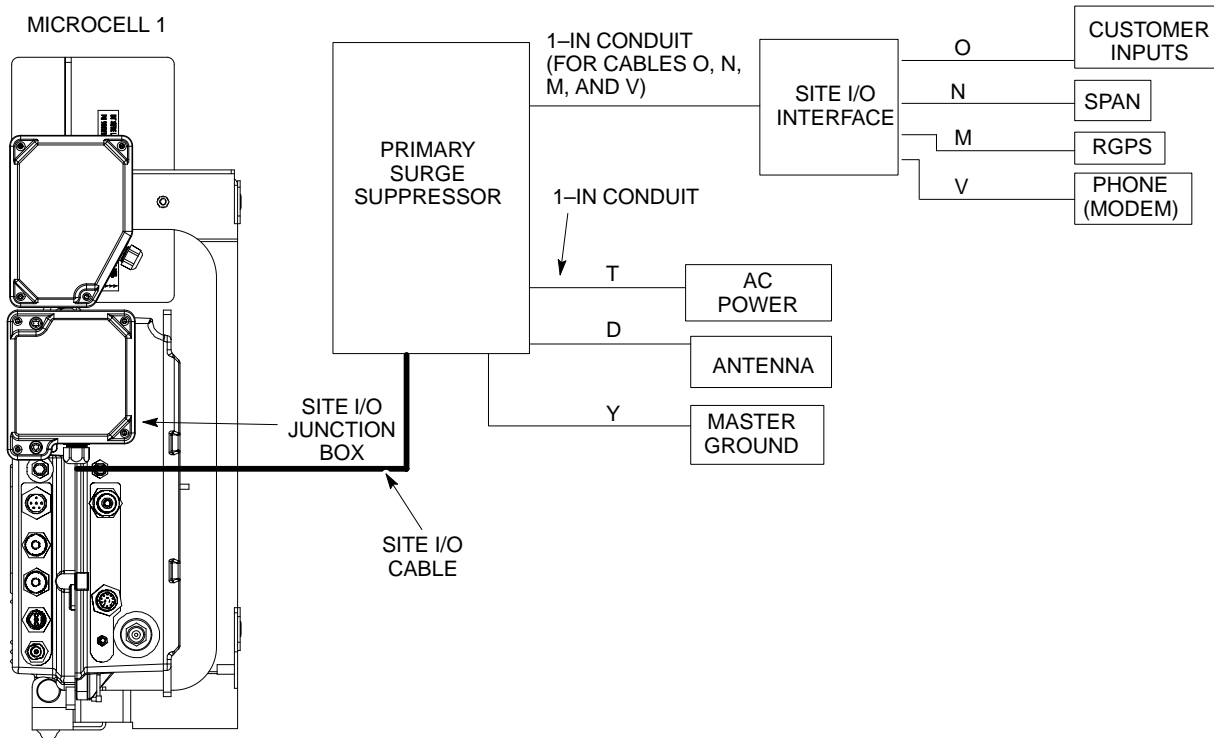 MICROCELL 1
1–IN CONDUIT
(FOR CABLES O, N,
M, AND V)
PRIMARY
SURGE
SUPPRESSOR
SITE I/O
INTERFACE
O
CUSTOMER
INPUTS
N
SPAN
M
RGPS
V
PHONE
(MODEM)
1–IN CONDUIT
T
AC
POWER
D
ANTENNA
Y
MASTER
GROUND
SITE I/O
JUNCTION
BOX
SITE I/O
CABLE